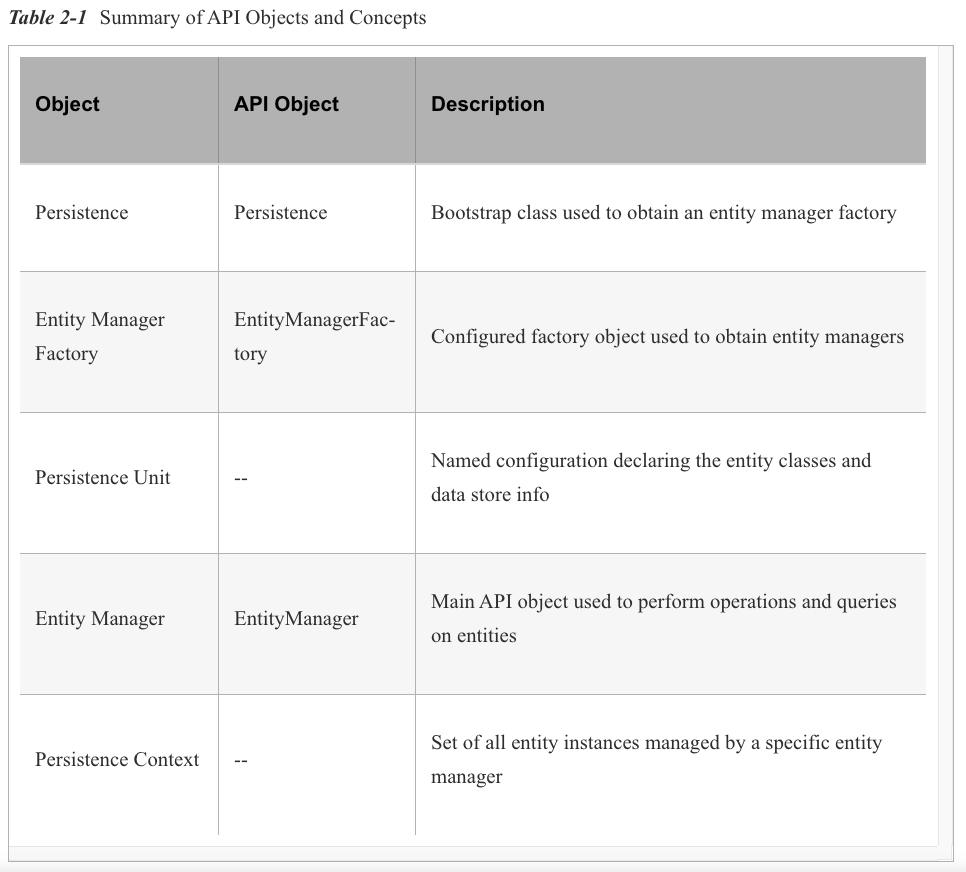 Table 2-1 Summary of API Objects and Concepts
Object API Object Description
Persistence Persistence Bootstrap class used to obtain an entity manager factory
Entity Manager
Factory
EntityManagerFac-
tory
Configured factory object used to obtain entity managers
Persistence Unit
--
Named configuration declaring the entity classes and
data store info
Entity Manager
EntityManager
Main API object used to perform operations and queries
on entities
Persistence Context
--
Set of all entity instances managed by a specific entity
manager